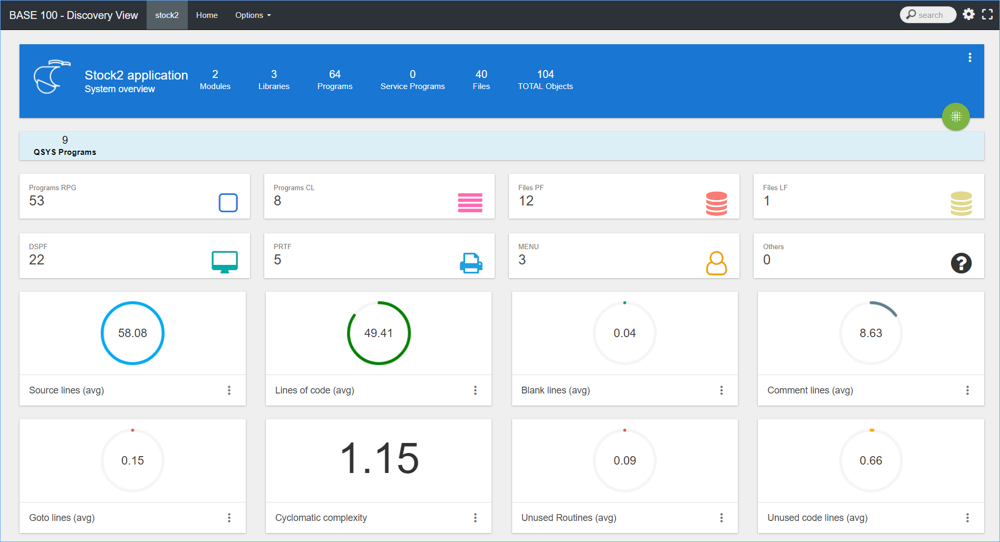 BASE 100 - Discovery View stock2 Home Options search
Stock2 application
System overview
2
Modules
3
Libraries
64
Programs
0
Service Programs
40
Files
104
TOTAL Objects
9
QSYS Programs
Programs RPG
53
Programs CL
8
Files PF
12
Files LF
1
DSPF
22
PRTF
5
MENU
3
Others
0
58.08
Source lines (avg)
49.41
Lines of code (avg)
0.04
Blank lines (avg)
8.63
Comment lines (avg)
0.15
Goto lines (avg)
1.15
Cyclomatic complexity
0.09
Unused Routines (avg)
0.66
Unused code lines (avg)